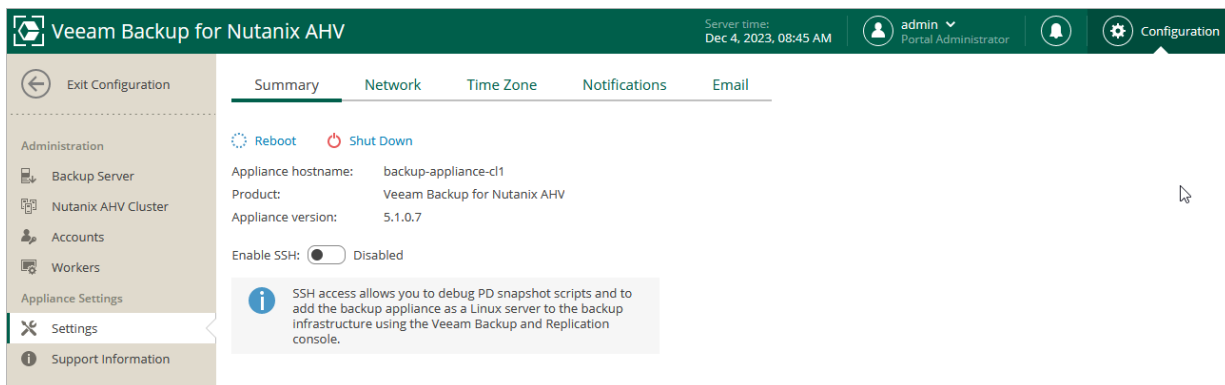 Veeam Backup for Nutanix AHV
Server time:
Dec 4, 2023, 08:45 AM
admin
Portal Administrator
Configuration
Exit Configuration
Administration
Backup Server
Nutanix AHV Cluster
Accounts
Workers
Appliance Settings
Settings
Support Information
Summary Network Time Zone Notifications Email
Reboot Shut Down
Appliance hostname: backup-appliance-cl1
Product: Veeam Backup for Nutanix AHV
Appliance version: 5.1.0.7
Enable SSH: Disabled
SSH access allows you to debug PD snapshot scripts and to
add the backup appliance as a Linux server to the backup
infrastructure using the Veeam Backup and Replication
console.